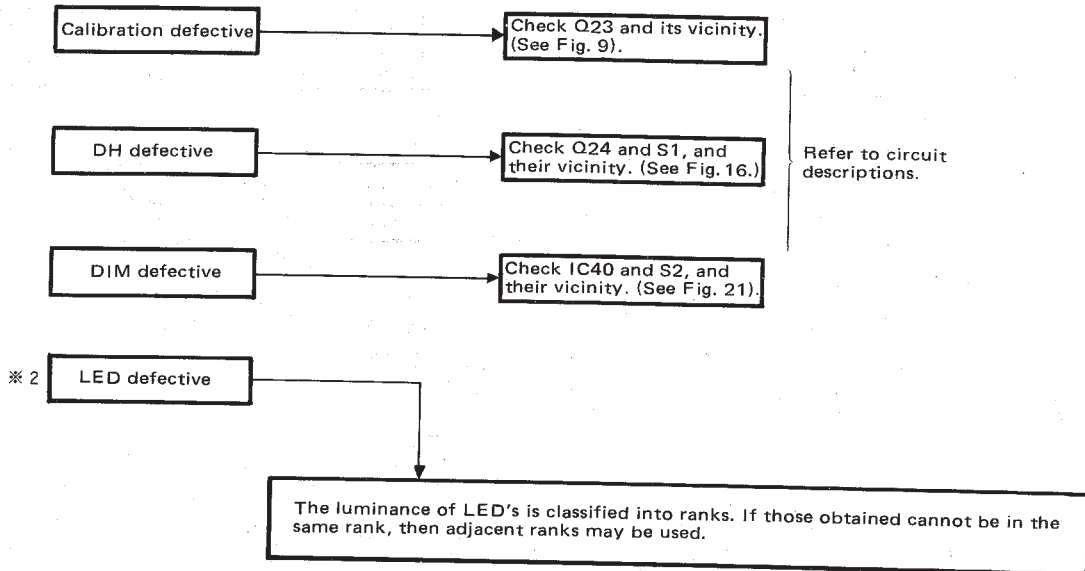 Calibration defective
Check Q23 and its vicinity.
(See Fig. 9).
DH defective
Check Q24 and S1, and
their vicinity. (See Fig. 16.)
Refer to circuit
descriptions.
DIM defective
Check IC40 and S2, and
their vicinity. (See Fig. 21).
※ 2 LED defective
The luminance of LED's is classified into ranks. If those obtained cannot be in the
same rank, then adjacent ranks may be used.